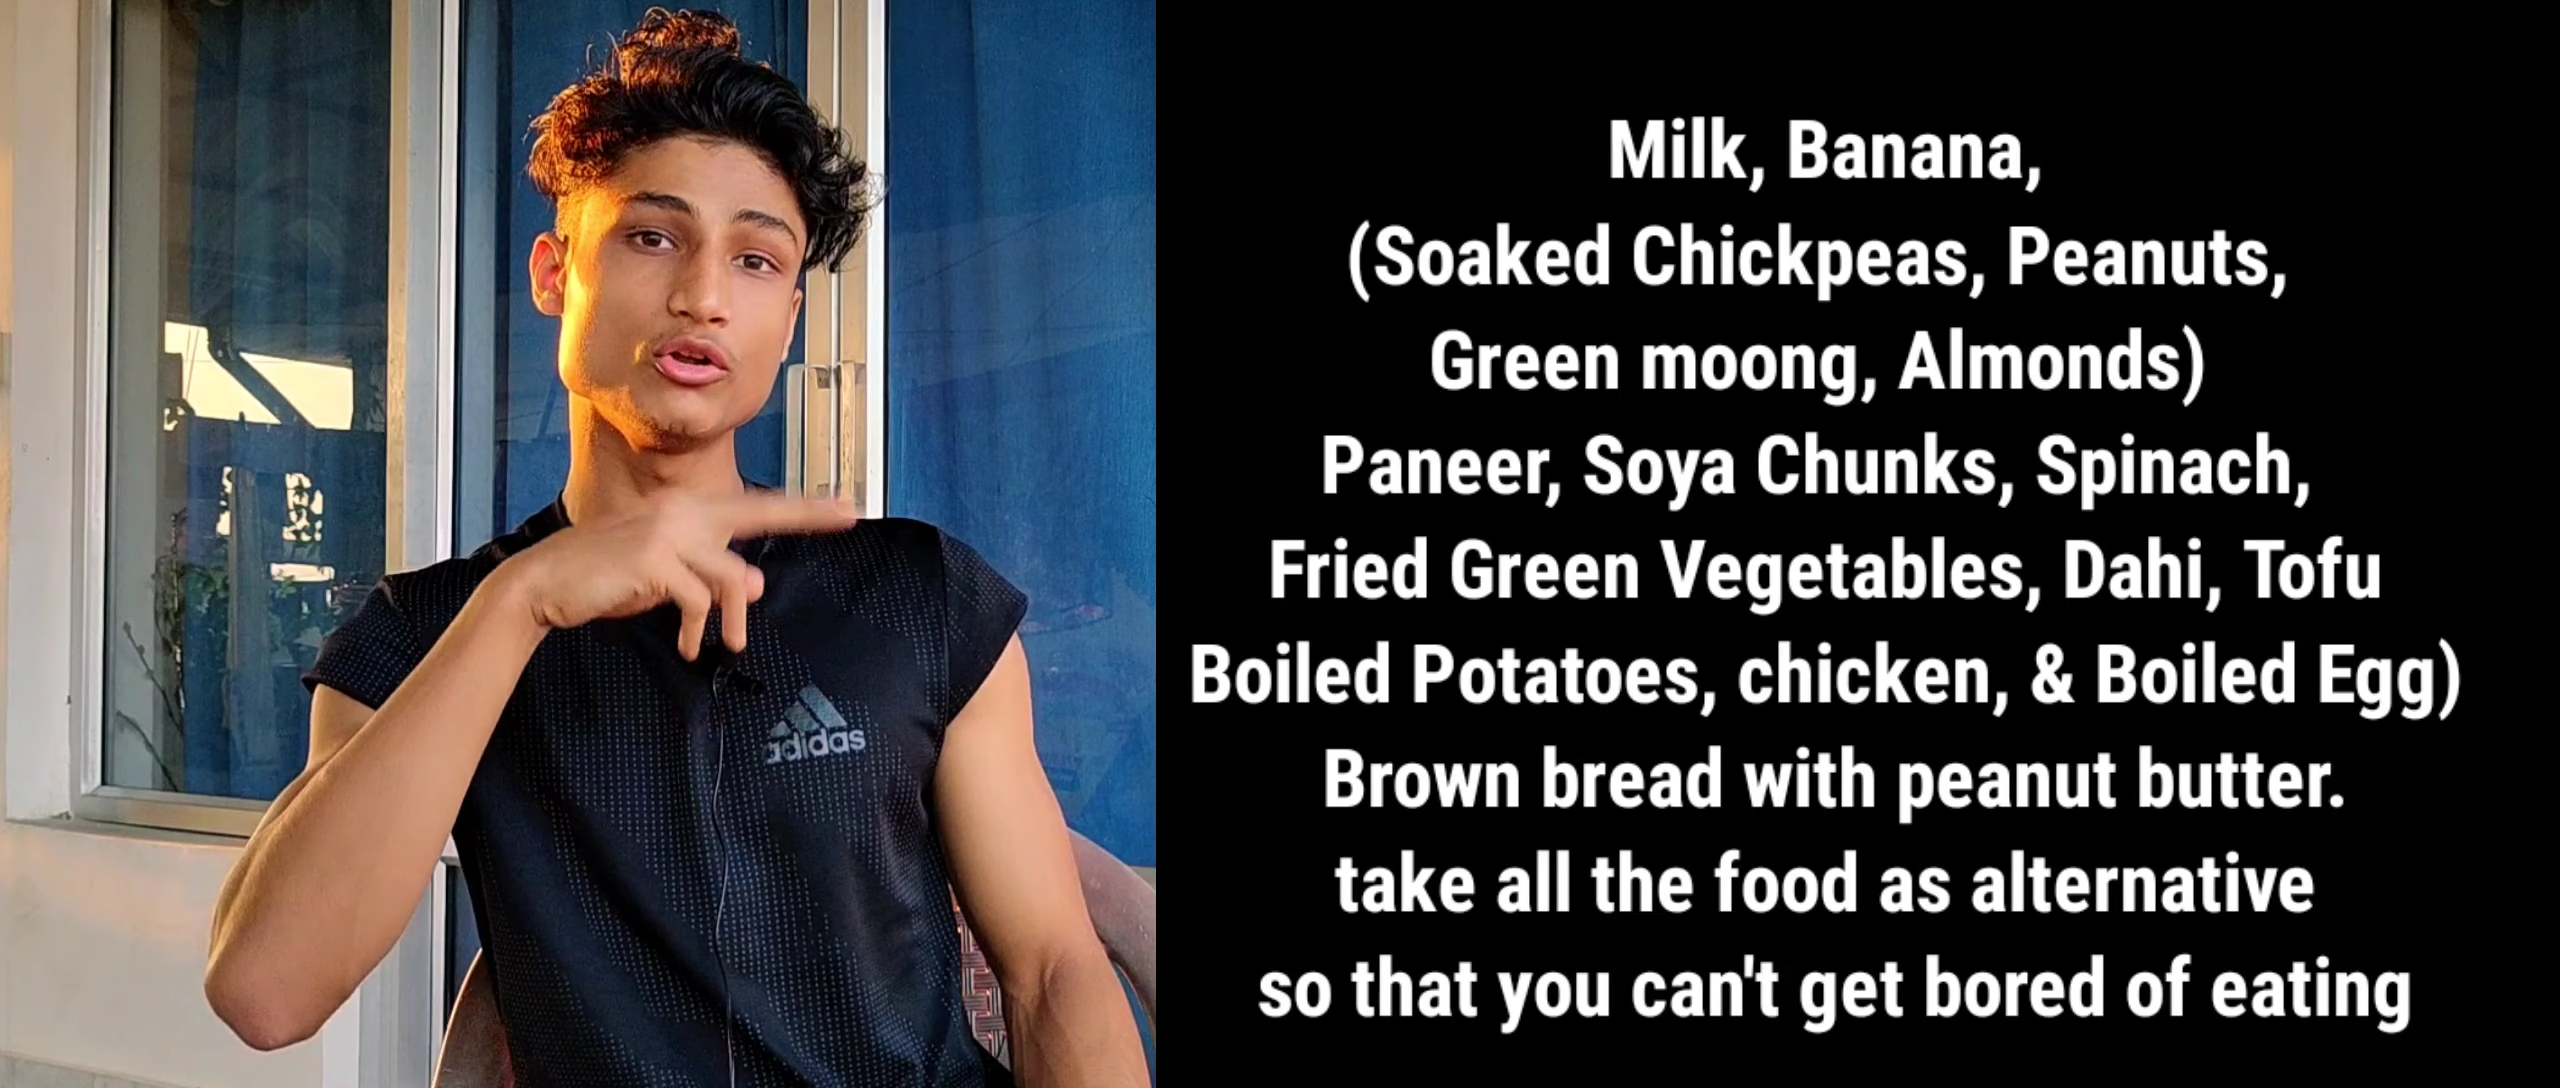 adidas
Milk, Banana,
(Soaked Chickpeas, Peanuts,
Green moong, Almonds)
Paneer, Soya Chunks, Spinach,
Fried Green Vegetables, Dahi, Tofu
Boiled Potatoes, chicken, & Boiled Egg)
Brown bread with peanut butter.
take all the food as alternative
so that you can't get bored of eating